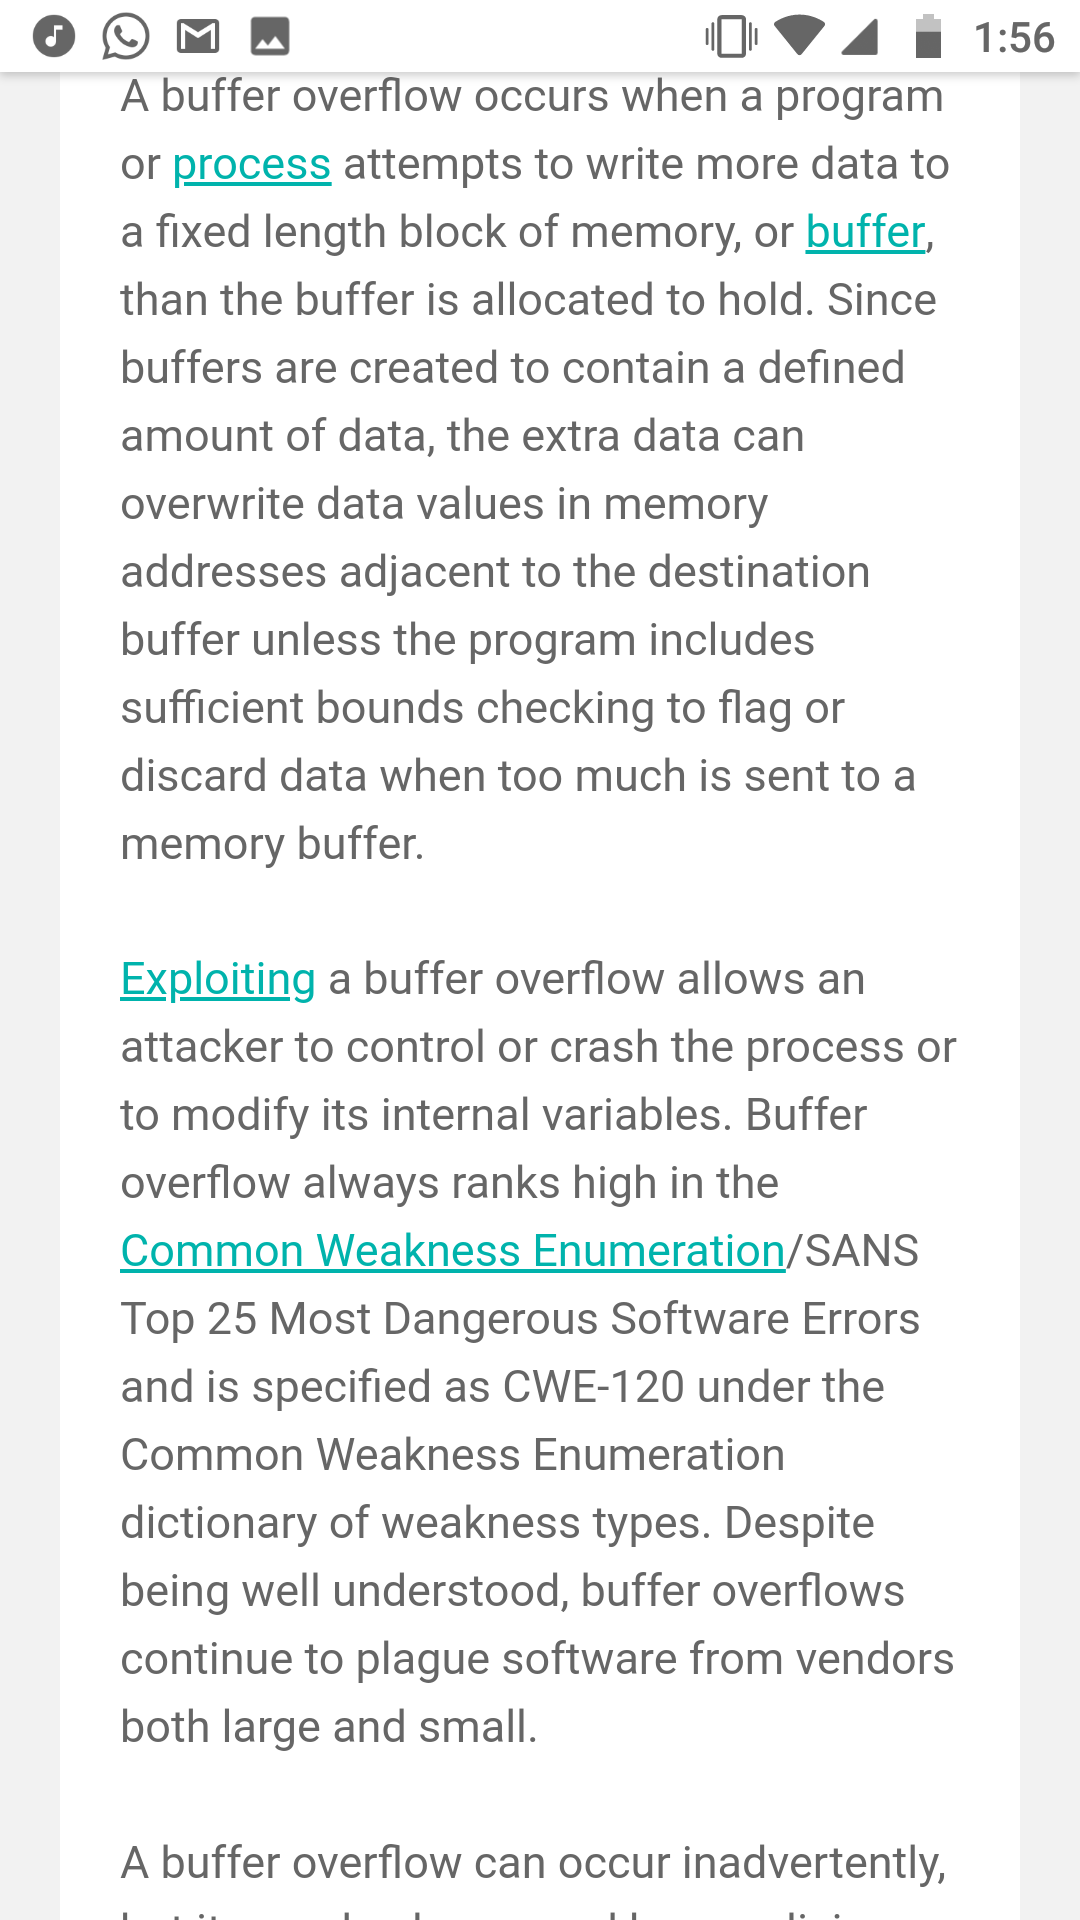 1:56
A buffer overflow occurs when a program
or process attempts to write more data to
a fixed length block of memory, or buffer,
than the buffer is allocated to hold. Since
buffers are created to contain a defined
amount of data, the extra data can
overwrite data values in memory
addresses adjacent to the destination
buffer unless the program includes
sufficient bounds checking to flag or
discard data when too much is sent to a
memory buffer.
Exploiting a buffer overflow allows an
attacker to control or crash the process or
to modify its internal variables. Buffer
overflow always ranks high in the
Common Weakness Enumeration/SANS
Top 25 Most Dangerous Software Errors
and is specified as CWE-120 under the
Common Weakness Enumeration
dictionary of weakness types. Despite
being well understood, buffer overflows
continue to plague software from vendors
both large and small.
A buffer overflow can occur inadvertently,